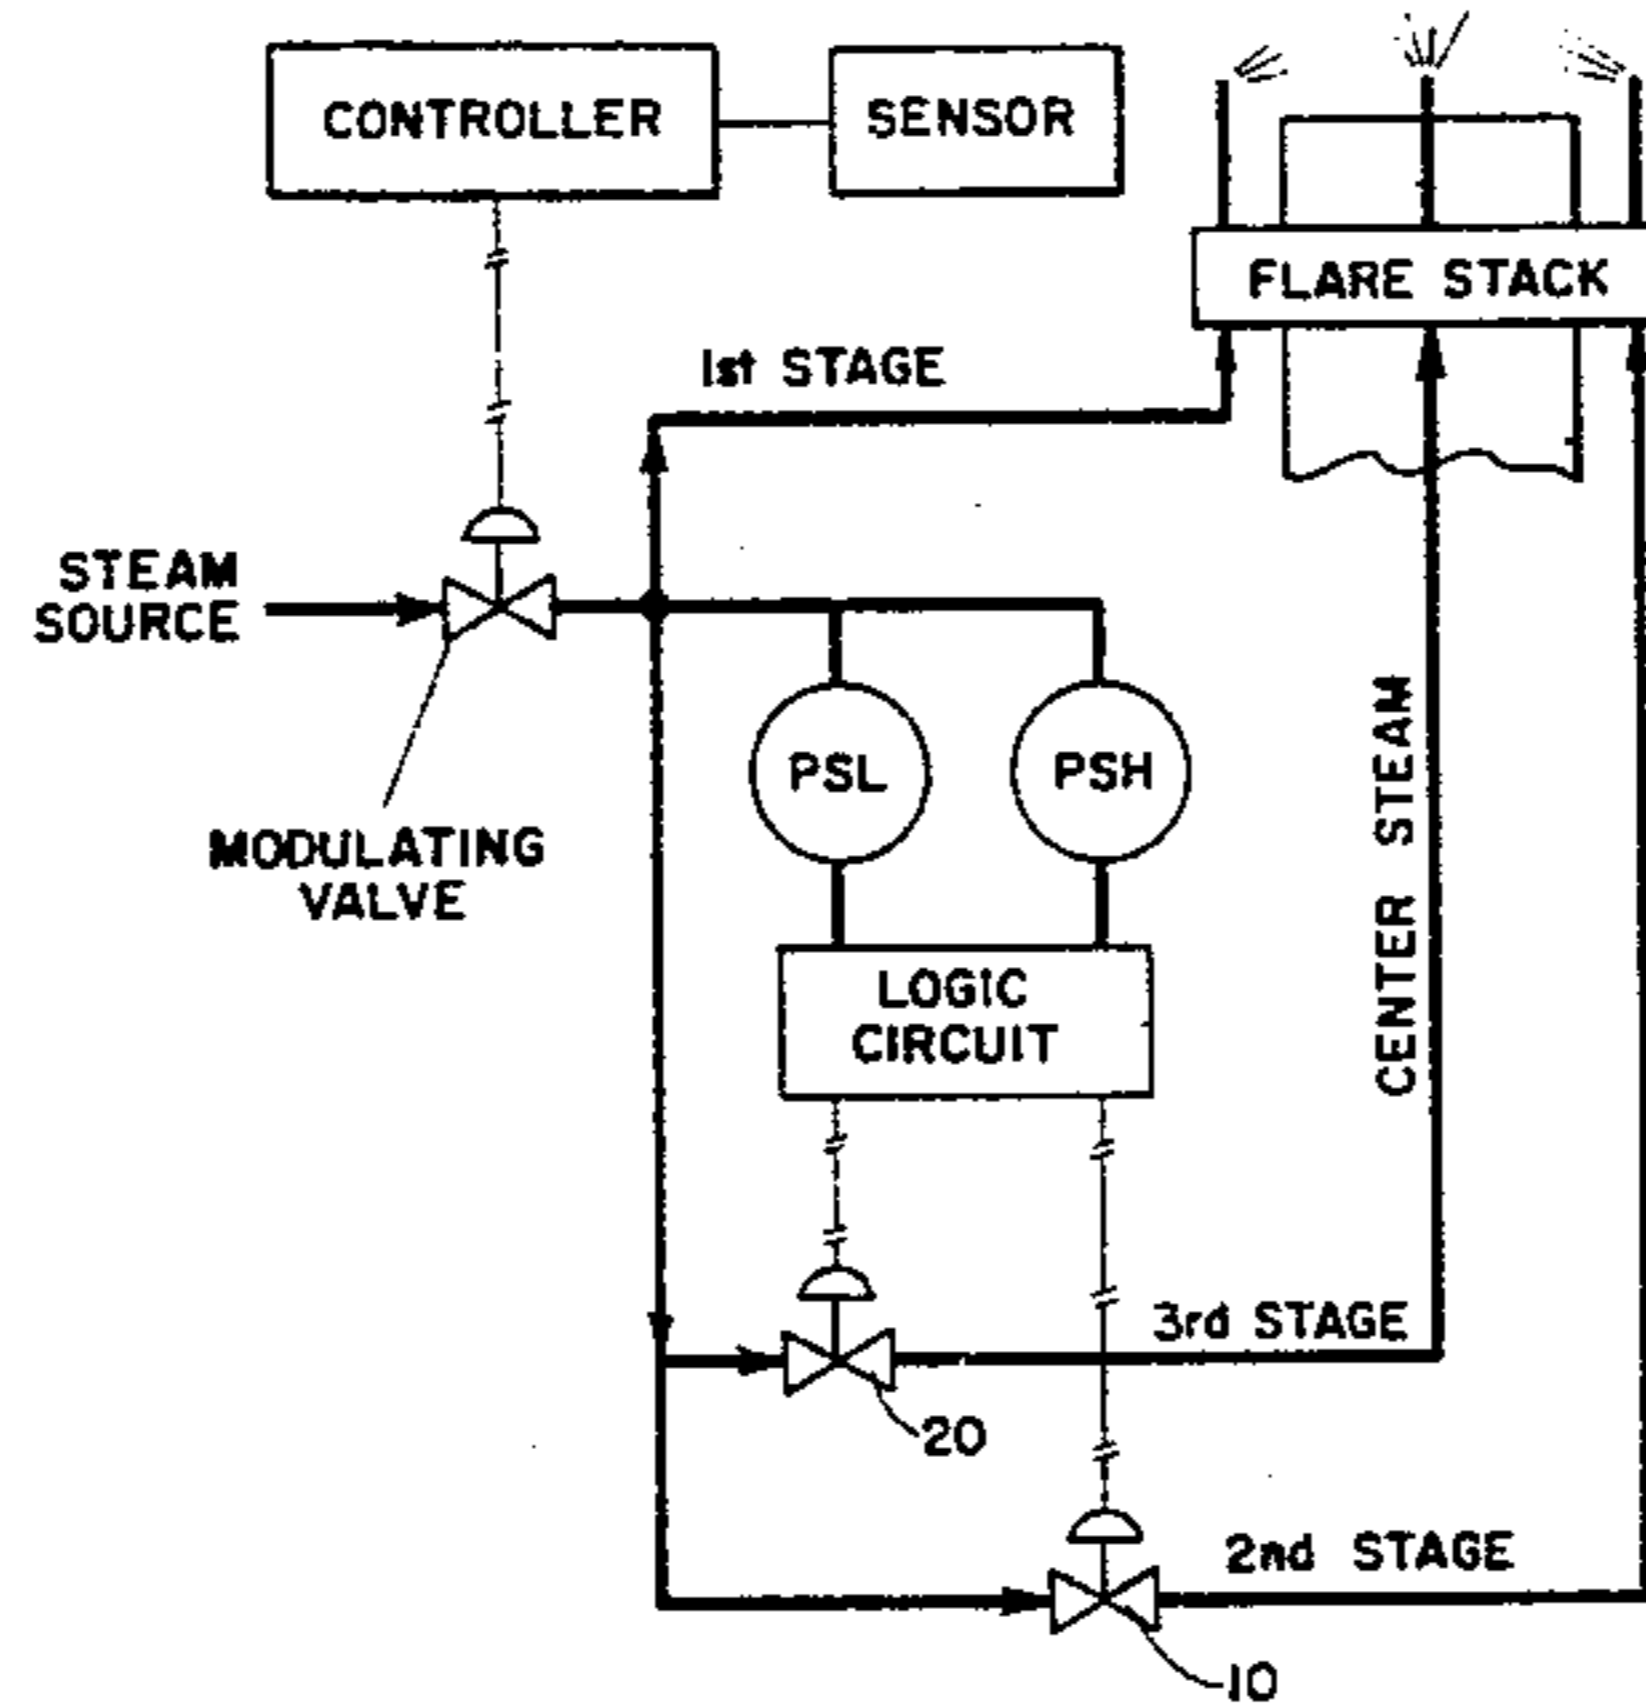 CONTROLLER
SENSOR
FLARE STACK
1st STAGE
STEAM
SOURCE
PSL
PSH
MODULATING
VALVE
CENTER STEAM
LOGIC
CIRCUIT
3rd STAGE
20
2nd STAGE
10